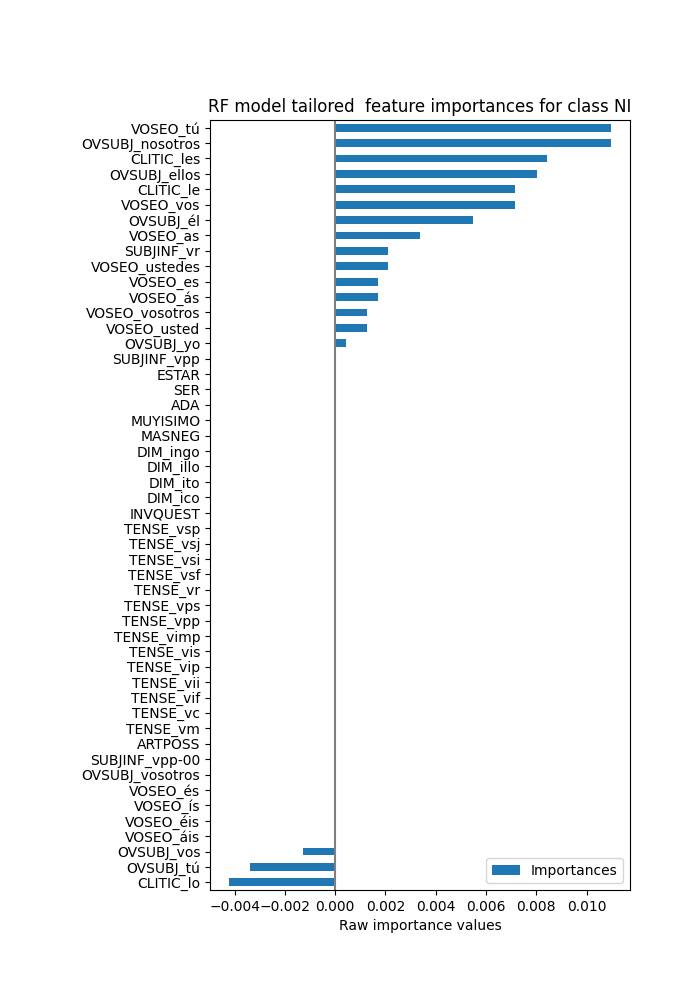 RF model tailored  feature importances for class NI
VOSEO_tú
OVSUBJ_nosotros
CLITIC_les
OVSUBJ_ellos
CLITIC_le
VOSEO_vos
OVSUBJ_él
VOSEO_as
SUBJINF_vr
VOSEO_ustedes
VOSEO_es
VOSEO_ás
VOSEO_vosotros
VOSEO_usted
OVSUBJ_yo
SUBJINF_vpp
ESTAR
SER
ADA
MUYISIMO
MASNEG
DIM_ingo
DIM_illo
DIM_ito
DIM_ico
INVQUEST
TENSE_vsp
TENSE_vsj
TENSE_vsi
TENSE_vsf
TENSE_vr
TENSE_vps
TENSE_vpp
TENSE_vimp
TENSE_vis
TENSE_vip
TENSE_vii
TENSE_vif
TENSE_vc
TENSE_vm
ARTPOSS
SUBJINF_vpp-00
OVSUBJ_vosotros
VOSEO_és
VOSEO_ís
VOSEO_éis
VOSEO_áis
OVSUBJ_vos
OVSUBJ_tú
CLITIC_lo
Importances
−0.004 −0.002 0.000 0.002 0.004 0.006 0.008 0.010
Raw importance values